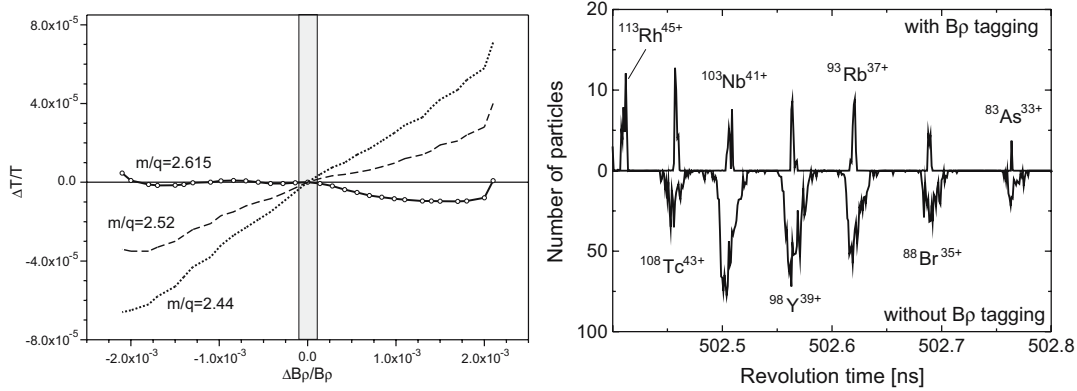 8.0x10⁻⁵
4.0x10⁻⁵
0.0
-4.0x10⁻⁵
-8.0x10⁻⁵
ΔT/T
m/q=2.615
m/q=2.52
m/q=2.44
-2.0x10⁻³
-1.0x10⁻³
0.0
1.0x10⁻³
2.0x10⁻³
ΔBρ/Bρ
20
10
0
50
100
Number of particles
with Bρ tagging
¹¹³Rh⁴⁵⁺
¹⁰³Nb⁴¹⁺
⁹³Rb³⁷⁺
⁸³As³³⁺
¹⁰⁸Tc⁴³⁺
⁹⁸Y³⁹⁺
⁸⁸Br³⁵⁺
without Bρ tagging
502.5
502.6
502.7
502.8
Revolution time [ns]